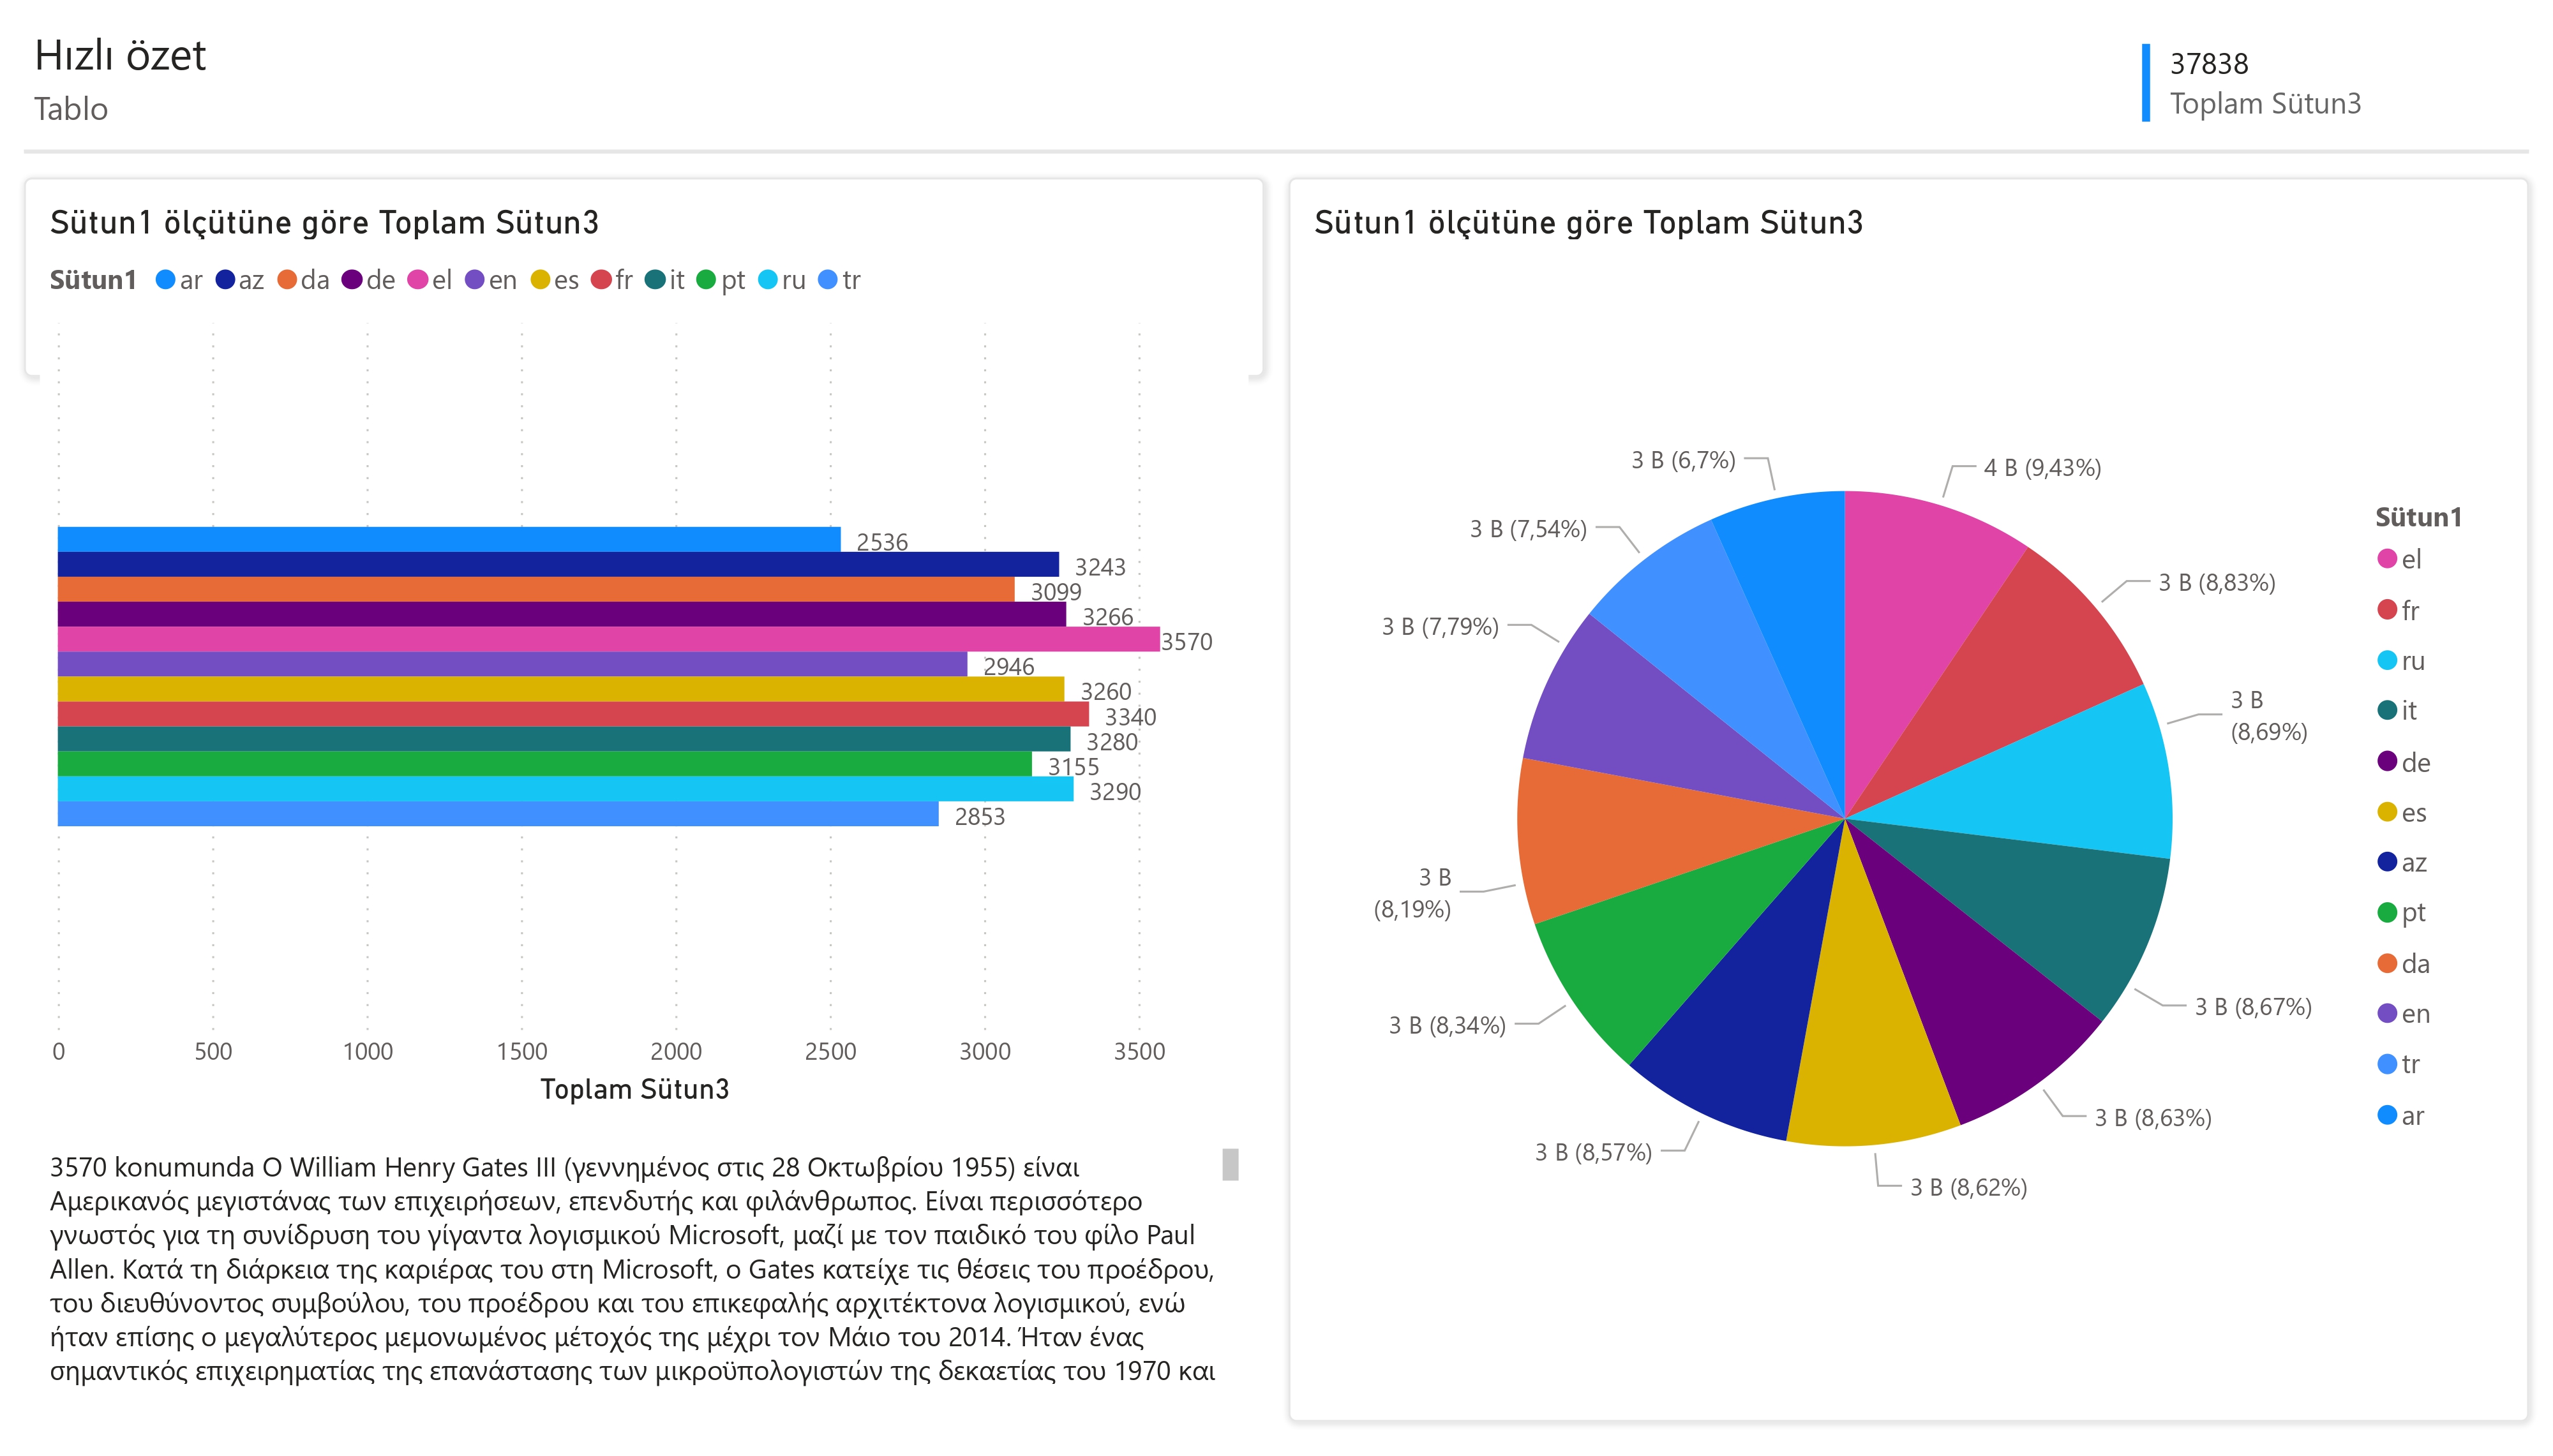 Hızlı özet
Tablo
37838
Toplam Sütun3
Sütun1 ölçütüne göre Toplam Sütun3
Sütun1 ar az da de el en es fr it pt ru tr
2536
3243
3099
3266
3570
2946
3260
3340
3280
3155
3290
2853
0 500 1000 1500 2000 2500 3000 3500
Toplam Sütun3
3570 konumunda Ο William Henry Gates III (γεννημένος στις 28 Οκτωβρίου 1955) είναι
Αμερικανός μεγιστάνας των επιχειρήσεων, επενδυτής και φιλάνθρωπος. Είναι περισσότερο
γνωστός για τη συνίδρυση του γίγαντα λογισμικού Microsoft, μαζί με τον παιδικό του φίλο Paul
Allen. Κατά τη διάρκεια της καριέρας του στη Microsoft, ο Gates κατείχε τις θέσεις του προέδρου,
του διευθύνοντος συμβούλου, του προέδρου και του επικεφαλής αρχιτέκτονα λογισμικού, ενώ
ήταν επίσης ο μεγαλύτερος μεμονωμένος μέτοχός της μέχρι τον Μάιο του 2014. Ήταν ένας
σημαντικός επιχειρηματίας της επανάστασης των μικροϋπολογιστών της δεκαετίας του 1970 και
Sütun1 ölçütüne göre Toplam Sütun3
4 B (9,43%)
3 B (8,83%)
3 B
(8,69%)
3 B (8,67%)
3 B (8,63%)
3 B (8,62%)
3 B (8,57%)
3 B (8,34%)
3 B
(8,19%)
3 B (7,79%)
3 B (7,54%)
3 B (6,7%)
Sütun1
el
fr
ru
it
de
es
az
pt
da
en
tr
ar